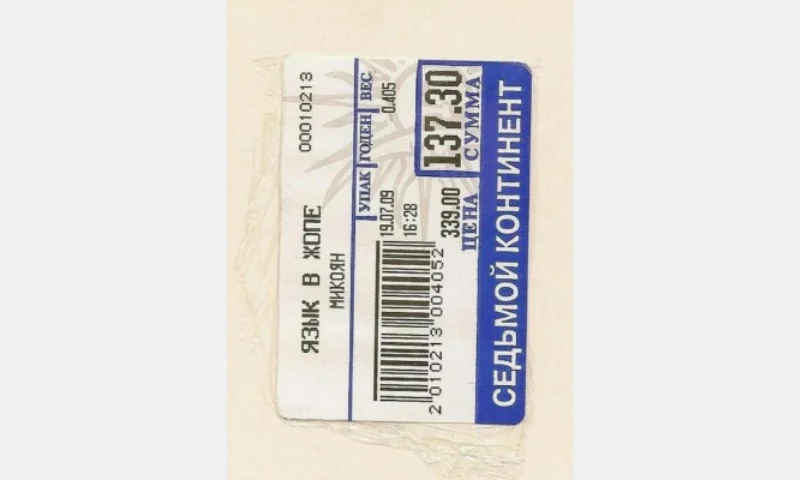 00010213
ЯЗЫК В ЖОПЕ
МИКОЯН
УПАК ГОДЕН ВЕС
19.07.09 0.405
16:28
339.00 137.30
ЦЕНА СУММА
2 010213 004052
СЕДЬМОЙ КОНТИНЕНТ